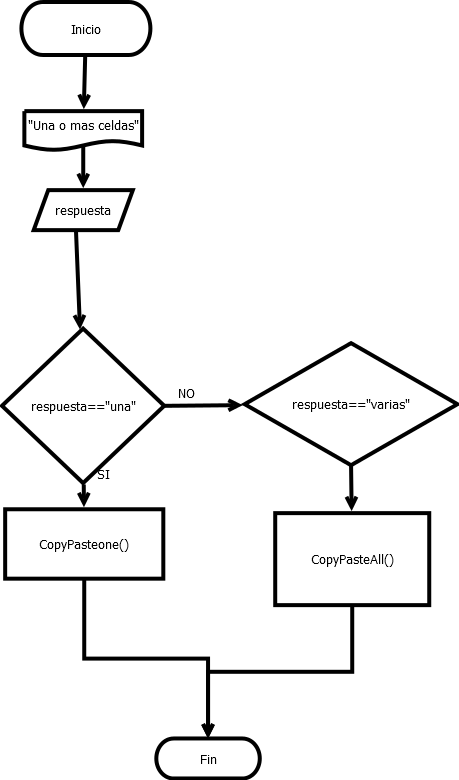 Inicio
"Una o mas celdas"
respuesta
respuesta=="una"
NO
respuesta=="varias"
SI
CopyPasteone()
CopyPasteAll()
Fin